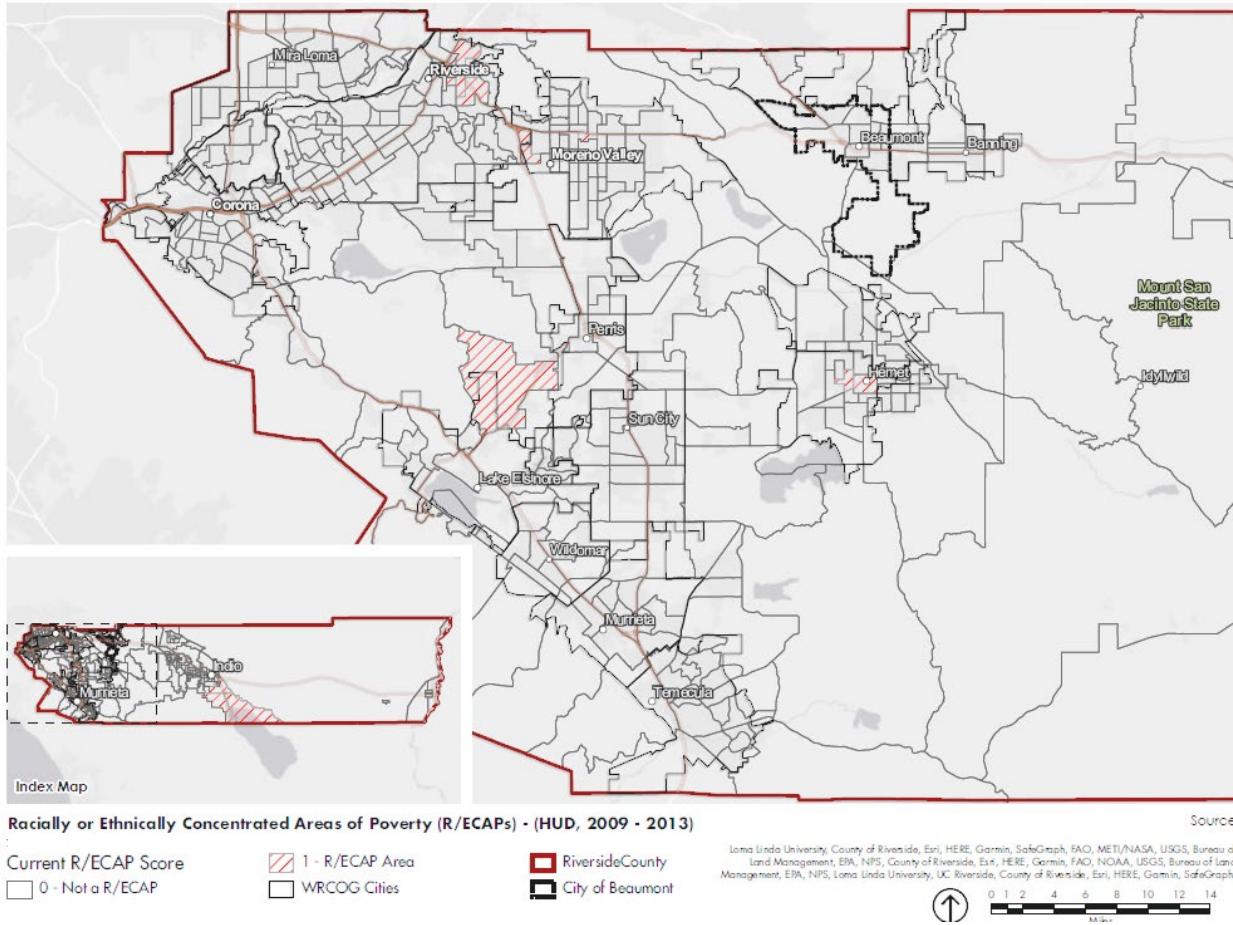 Mira Loma
Riverside
Beaumont
Banning
Moreno Valley
Corona
Mount San
Jacinto State
Park
Perris
Hemet
Idyllwild
Sun City
Lake Elsinore
Wildomar
Murrieta
Temecula
Indio
Murrieta
Index Map
Racially or Ethnically Concentrated Areas of Poverty (R/ECAPs) - (HUD, 2009 - 2013)
Source
:
Current R/ECAP Score
0 - Not a R/ECAP
1 - R/ECAP Area
WRCOG Cities
RiversideCounty
City of Beaumont
Loma Linda University, County of Riverside, Esri, HERE, Garmin, SafeGraph, FAO, METI/NASA, USGS, Bureau o
Land Management, EPA, NPS, County of Riverside, Esri, HERE, Garmin, FAO, NOAA, USGS, Bureau of Land
Management, EPA, NPS, Loma Linda University, UC Riverside, County of Riverside, Esri, HERE, Garmin, SafeGraph
0 1 2 4 6 8 10 12 14
Miles